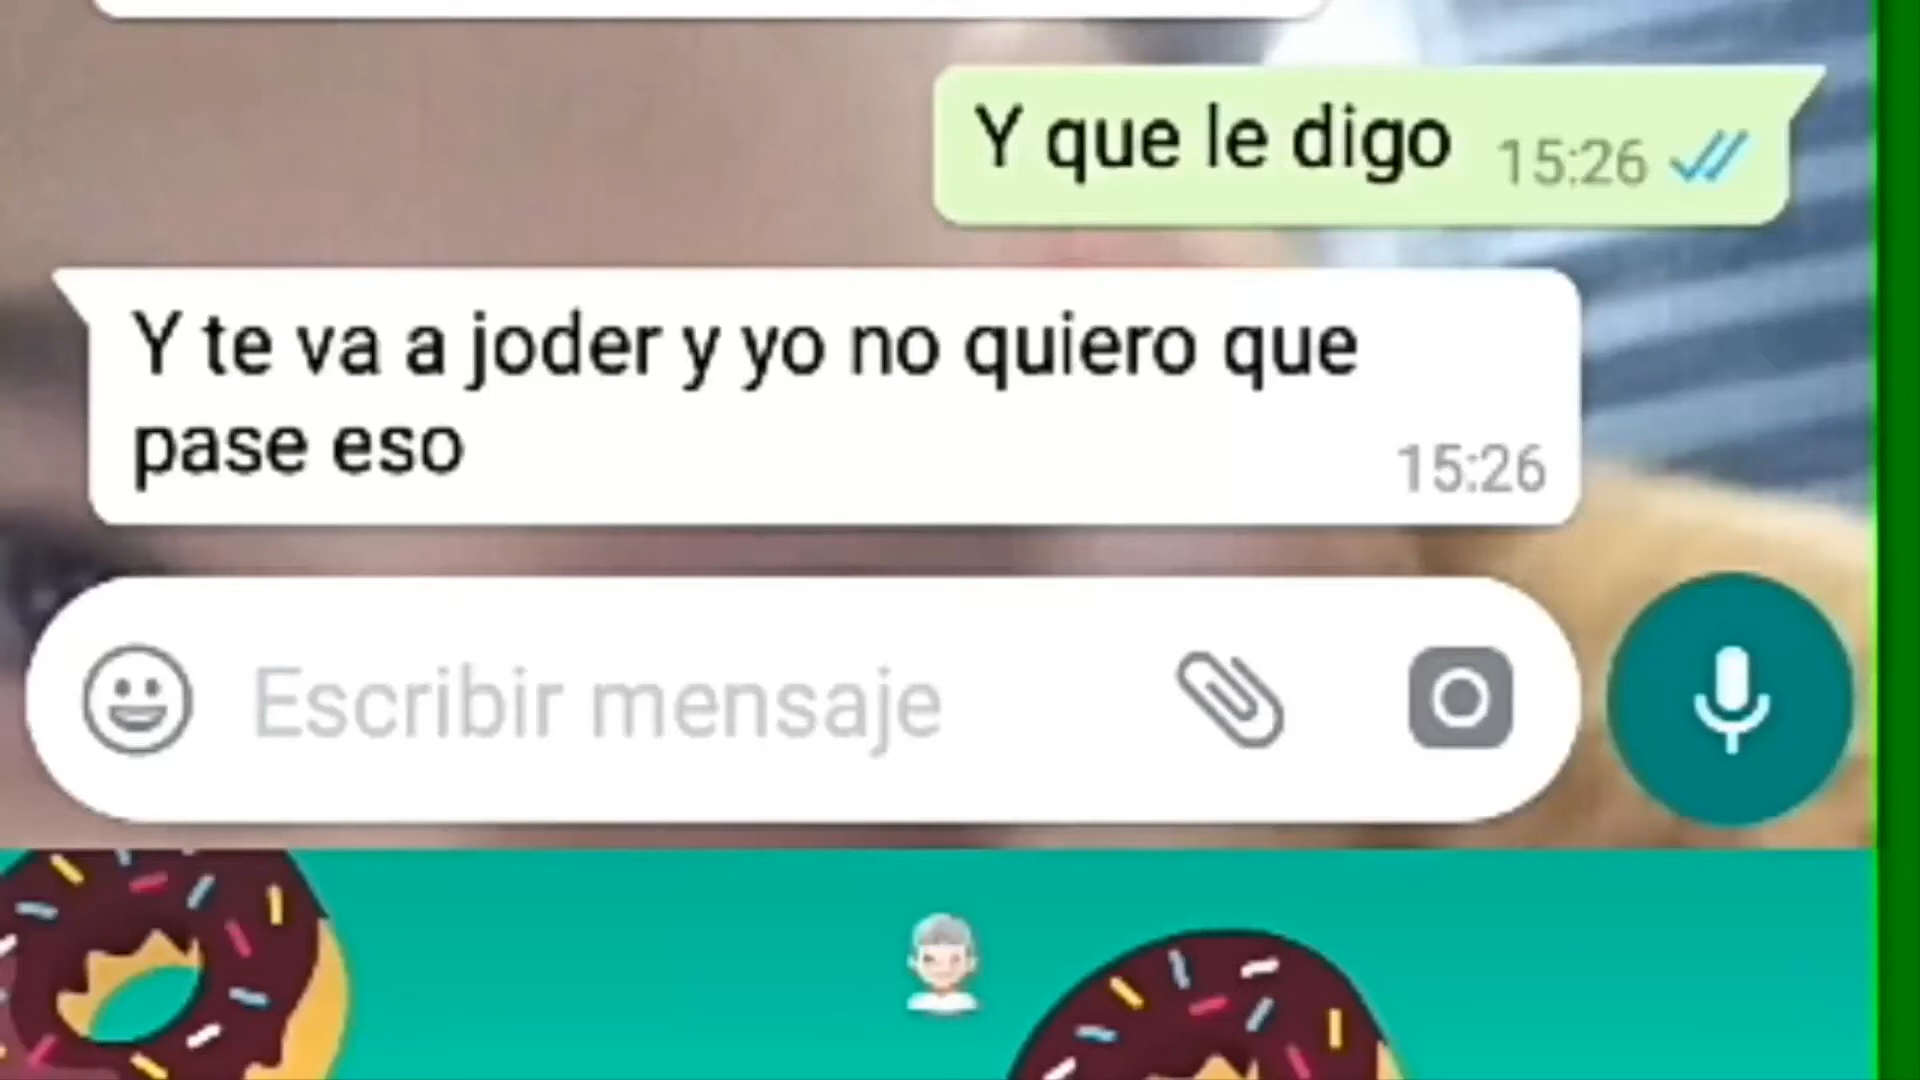 Y que le digo 15:26
Y te va a joder y yo no quiero que
pase eso 15:26
Escribir mensaje